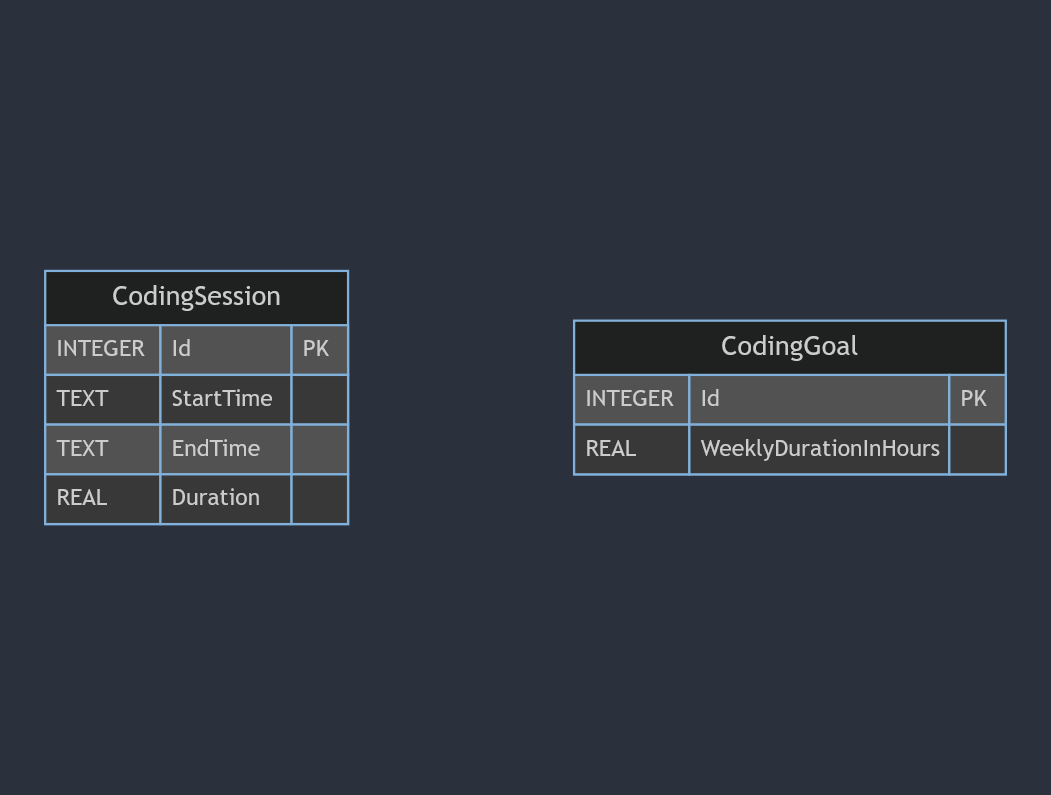 CodingSession
INTEGER Id PK
TEXT StartTime
TEXT EndTime
REAL Duration
CodingGoal
INTEGER Id PK
REAL WeeklyDurationInHours